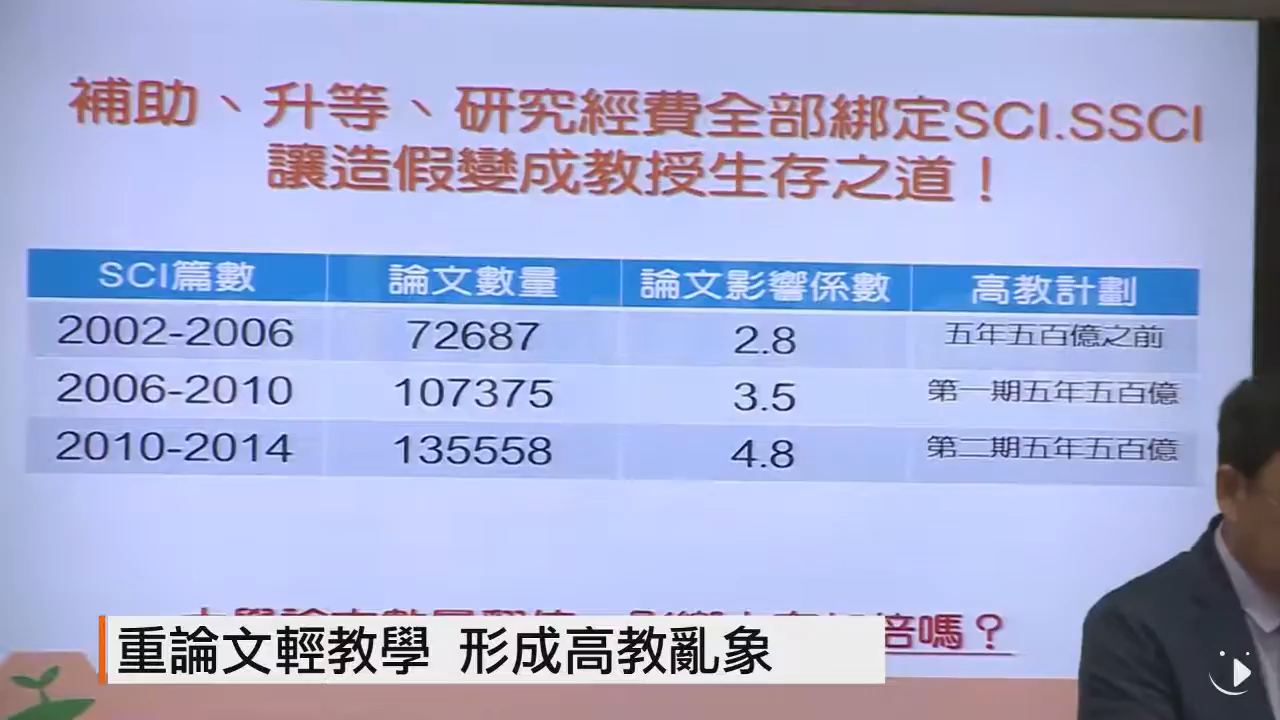 補助、升等、研究經費全部綁定SCI.SSCI
讓造假變成教授生存之道！
SCI篇數 論文數量 論文影響係數 高教計劃
2002-2006 72687 2.8 五年五百億之前
2006-2010 107375 3.5 第一期五年五百億
2010-2014 135558 4.8 第二期五年五百億
倍嗎？
重論文輕教學 形成高教亂象